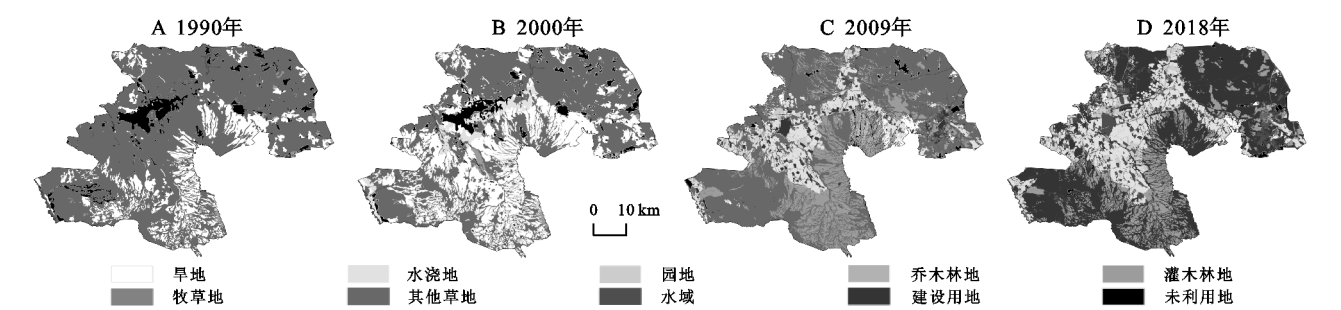 A 1990年 B 2000年 C 2009年 D 2018年
0 10 km
旱地 水浇地 园地 乔木林地 灌木林地
牧草地 其他草地 水域 建设用地 未利用地